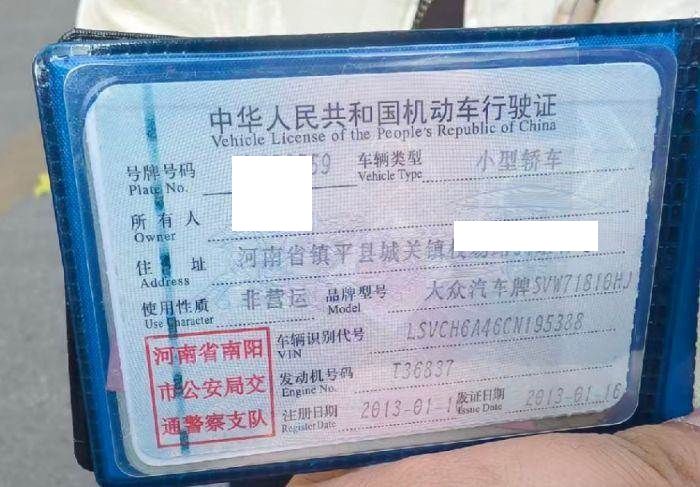 中华人民共和国机动车行驶证
Vehicle License of the People's Republic of China
号牌号码 59 车辆类型 小型轿车
Plate No. Vehicle Type
所有人
Owner
住址 河南省镇平县城关镇
Address
使用性质 非营运 品牌型号 大众汽车牌SVW71810HJ
Use Character Model
河南省南阳 车辆识别代号 LSVCH6A46CN195388
VIN
市公安局交 发动机号码 T36837
Engine No.
通警察支队 注册日期 2013-01-1 发证日期 2013-01-16
Register Date Issue Date